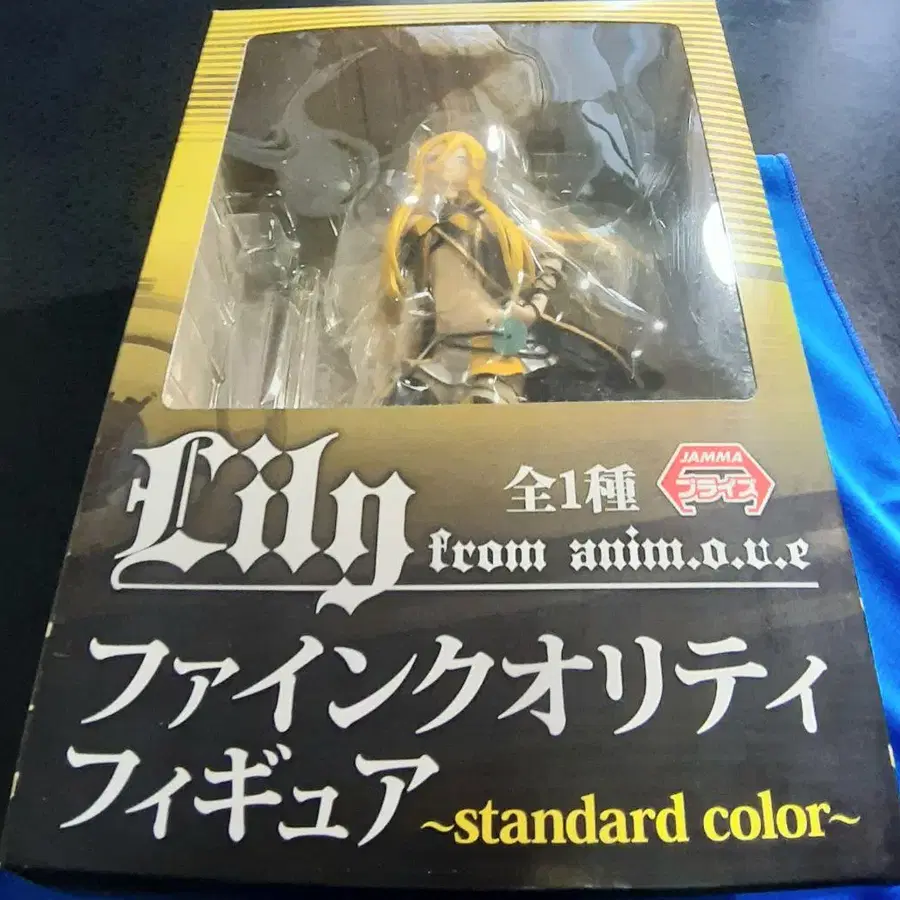 Lily
全1種
JAMMA
プライズ
from anim.o.v.e
ファインクオリティ
フィギュア
~standard color~